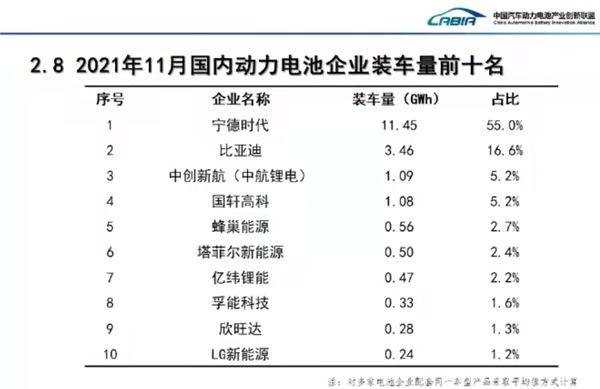 CABIA
中国汽车动力电池产业创新联盟
China Automotive Battery Innovation Alliance
2.8 2021年11月国内动力电池企业装车量前十名
序号 企业名称 装车量（GWh） 占比
1 宁德时代 11.45 55.0%
2 比亚迪 3.46 16.6%
3 中创新航（中航锂电） 1.09 5.2%
4 国轩高科 1.08 5.2%
5 蜂巢能源 0.56 2.7%
6 塔菲尔新能源 0.50 2.4%
7 亿纬锂能 0.47 2.2%
8 孚能科技 0.33 1.6%
9 欣旺达 0.28 1.3%
10 LG新能源 0.24 1.2%
注：对多家电池企业配套同一车型产品采取平均值方式计算